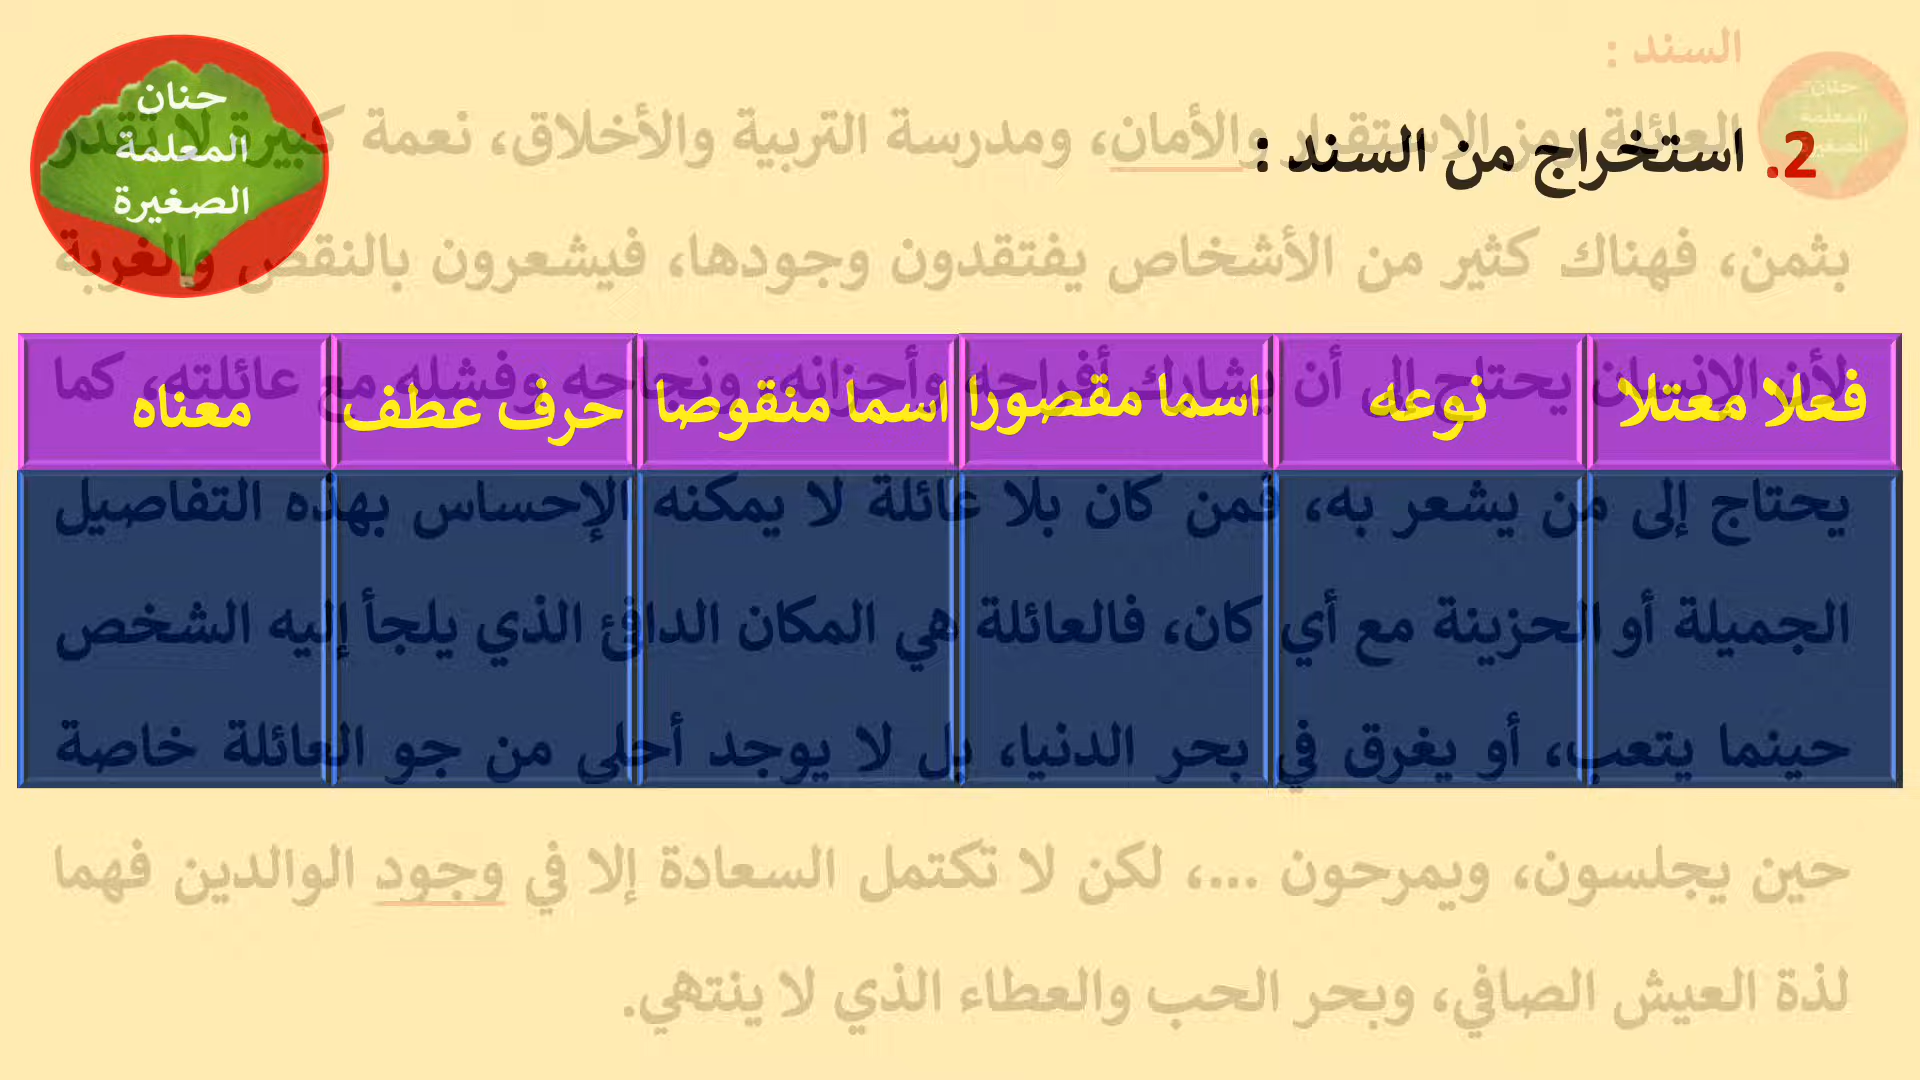 السند :
حنان
المعلمة
الصغيرة
العائلة رمز الاستقرار والأمان، ومدرسة التربية والأخلاق، نعمة كبيرة لا تقدر
2. استخراج من السند :
حنان
المعلمة
الصغيرة
بثمن، فهناك كثير من الأشخاص يفتقدون وجودها، فيشعرون بالنقص والغربة
لأن الإنسان يحتاج إلى أن يشارك أفراحه وأحزانه، ونجاحه وفشله مع عائلته، كما
فعلا معتلا نوعه اسما مقصورا اسما منقوصا حرف عطف معناه
يحتاج إلى من يشعر به، فمن كان بلا عائلة لا يمكنه الإحساس بهذه التفاصيل
الجميلة أو الحزينة مع أي كان، فالعائلة هي المكان الدافئ الذي يلجأ إليه الشخص
حينما يتعب، أو يغرق في بحر الدنيا، بل لا يوجد أحلى من جو العائلة خاصة
حين يجلسون، ويمرحون ...، لكن لا تكتمل السعادة إلا في وجود الوالدين فهما
لذة العيش الصافي، وبحر الحب والعطاء الذي لا ينتهي.